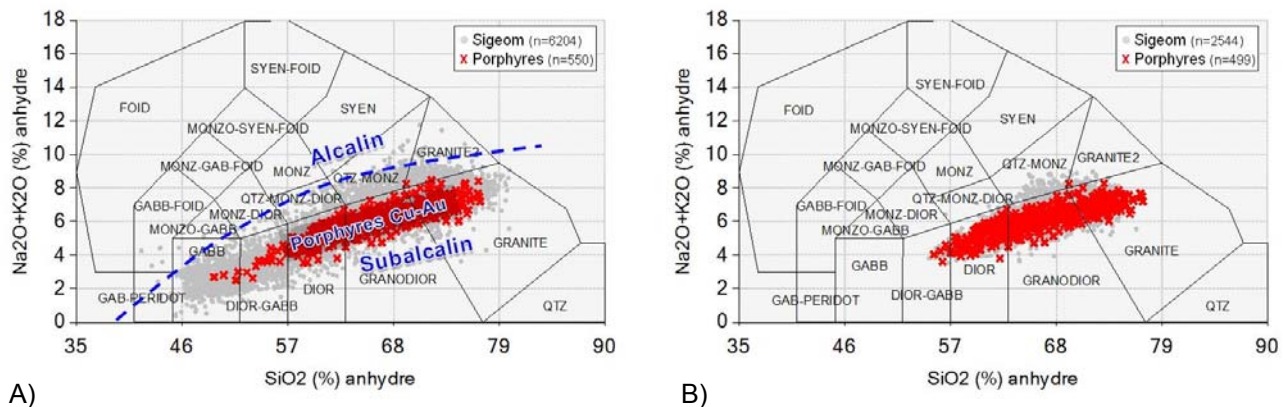 18
16
14
12
10
8
6
4
2
0
Na2O+K2O (%) anhydre
35 46 57 68 79 90
SiO2 (%) anhydre
Sigeom (n=6204)
Porphyres (n=550)
SYEN-FOID
FOID
SYEN
MONZO-SYEN-FOID
Alcalin
GRANITE2
MONZ-GAB-FOID
MONZ
QTZ-MONZ
QTZ-MONZ-DIOR
GABB-FOID
MONZ-DIOR
MONZO-GABB
Porphyres Cu-Au
GABB
Subalcalin
GRANITE
DIOR
GRANODIOR
GAB-PERIDOT
DIOR-GABB
QTZ
A)
18
16
14
12
10
8
6
4
2
0
Na2O+K2O (%) anhydre
35 46 57 68 79 90
SiO2 (%) anhydre
Sigeom (n=2544)
Porphyres (n=499)
SYEN-FOID
FOID
SYEN
MONZO-SYEN-FOID
GRANITE2
MONZ-GAB-FOID
MONZ
QTZ-MONZ
QTZ-MONZ-DIOR
GABB-FOID
MONZ-DIOR
MONZO-GABB
GABB
DIOR
GRANITE
GRANODIOR
GAB-PERIDOT
DIOR-GABB
QTZ
B)